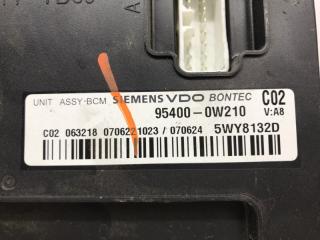 UNIT ASSY-BCM SIEMENS VDO BONTEC C02
95400-0W210 V:A8
C02 063218 0706221023 / 070624 5WY8132D